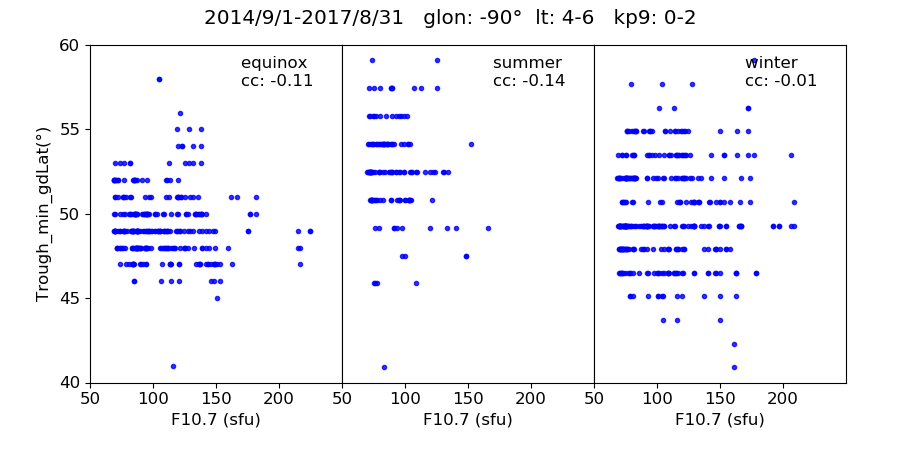 2014/9/1-2017/8/31 glon: -90° lt: 4-6 kp9: 0-2
Trough_min_gdLat(°)
60
55
50
45
40
equinox
cc: -0.11
summer
cc: -0.14
winter
cc: -0.01
50 100 150 200 50 100 150 200 50 100 150 200
F10.7 (sfu) F10.7 (sfu) F10.7 (sfu)